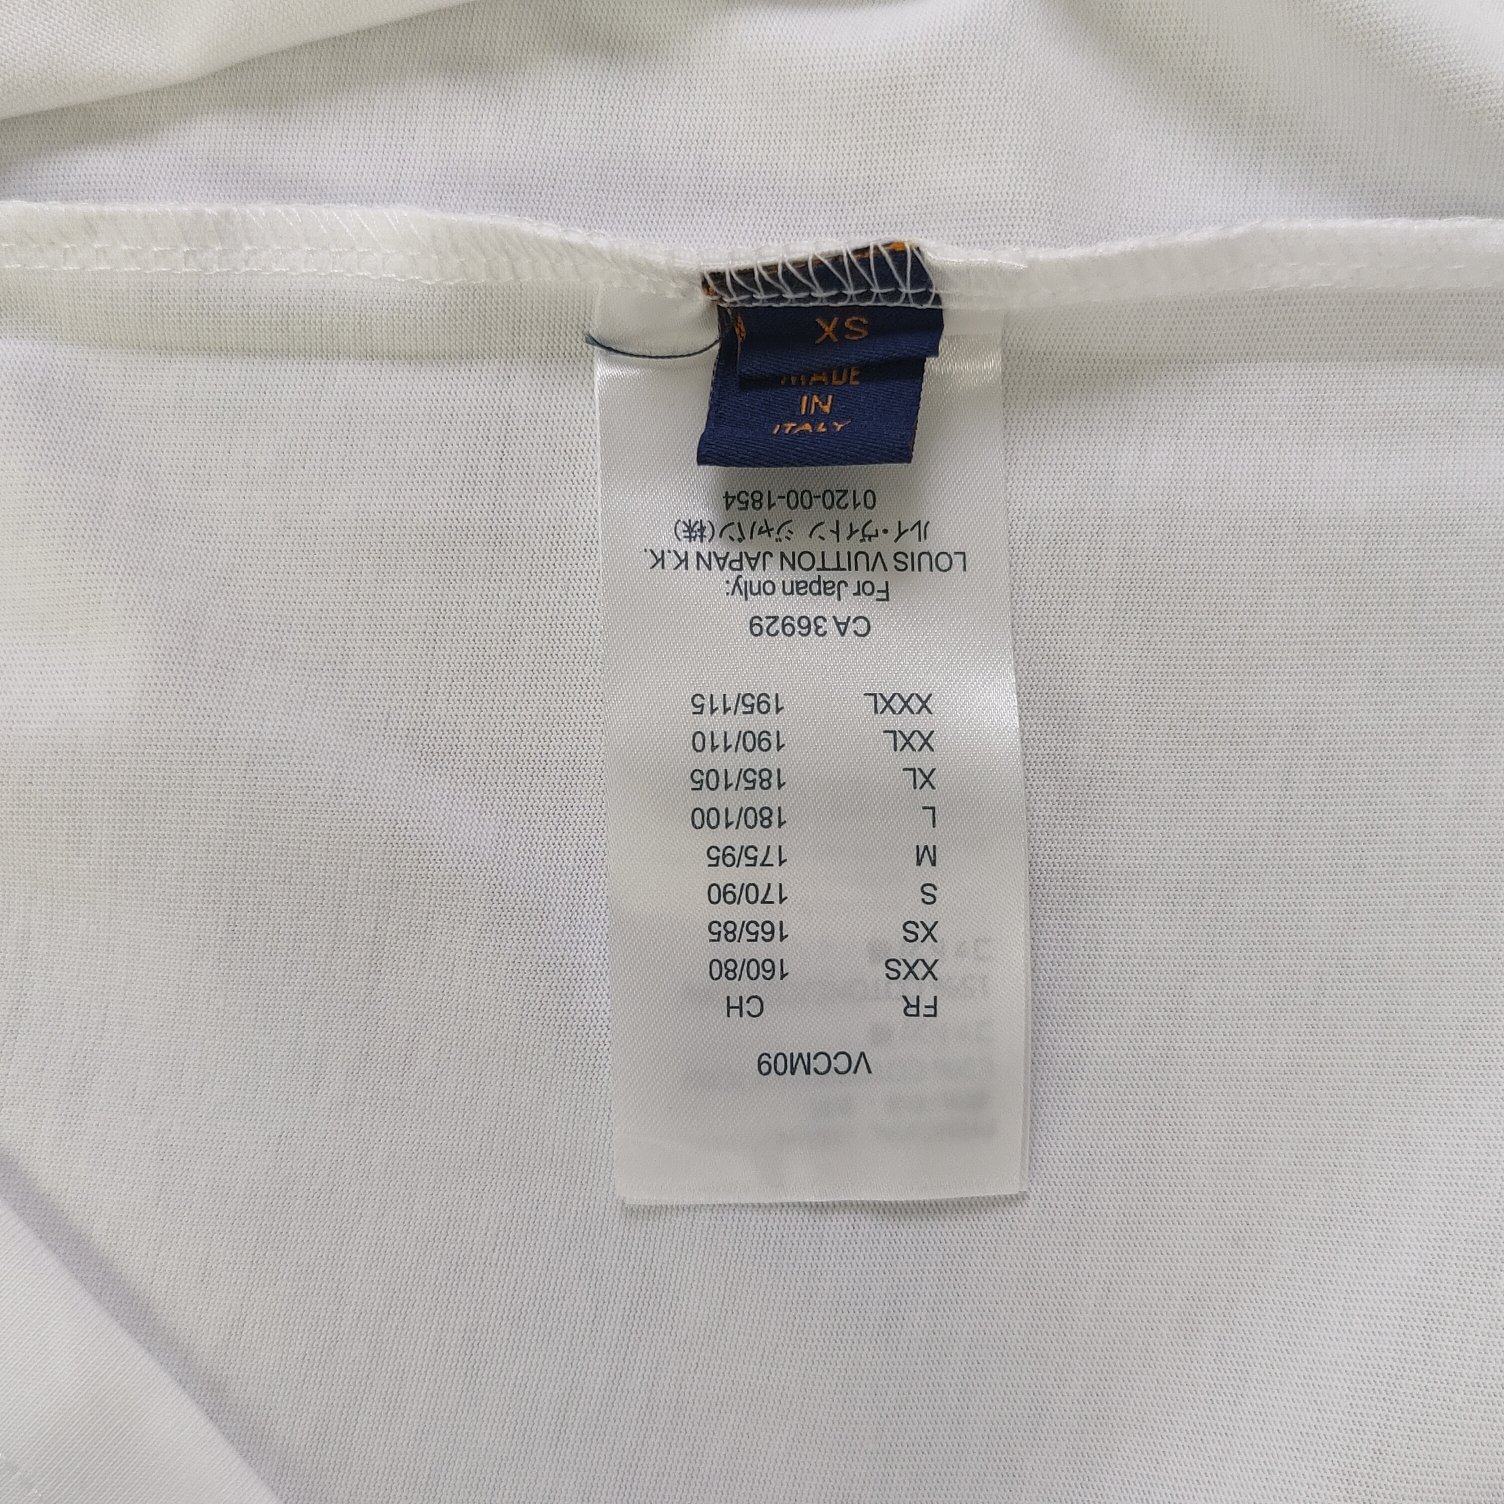 XS
MADE
IN
ITALY
VCCM09
FR CH
XXS 160/80
XS 165/85
S 170/90
M 175/95
L 180/100
XL 185/105
XXL 190/110
XXXL 195/115
CA 36929
For Japan only:
LOUIS VUITTON JAPAN K.K.
ルイ・ヴィトン ジャパン(株)
0120-00-1854